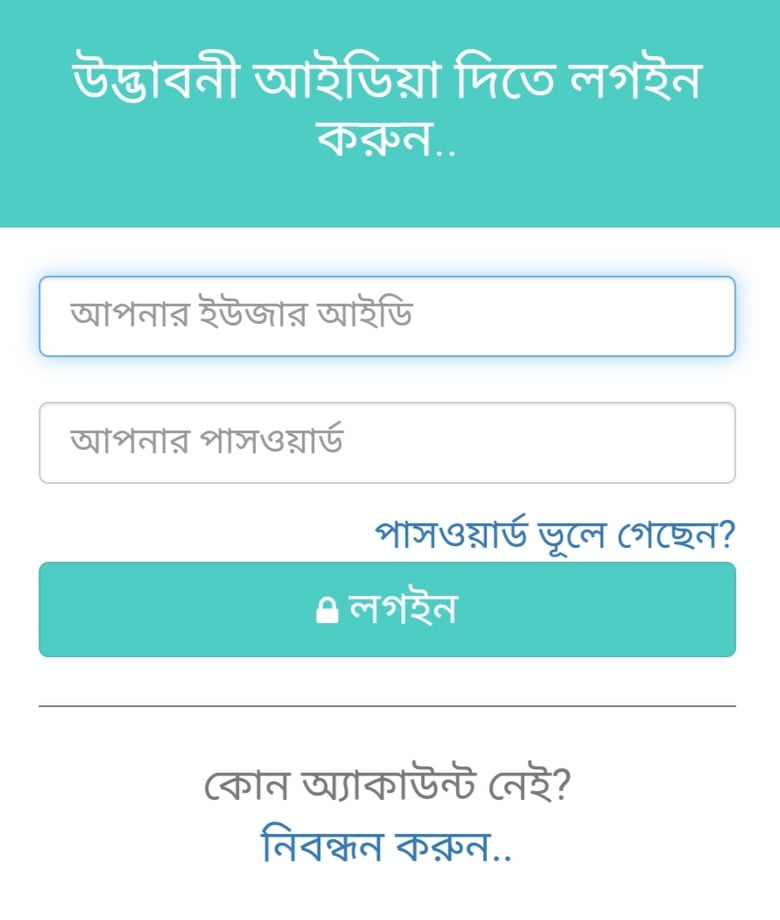 উদ্ভাবনী আইডিয়া দিতে লগইন
করুন..
আপনার ইউজার আইডি
আপনার পাসওয়ার্ড
পাসওয়ার্ড ভূলে গেছেন?
লগইন
কোন অ্যাকাউন্ট নেই?
নিবন্ধন করুন..